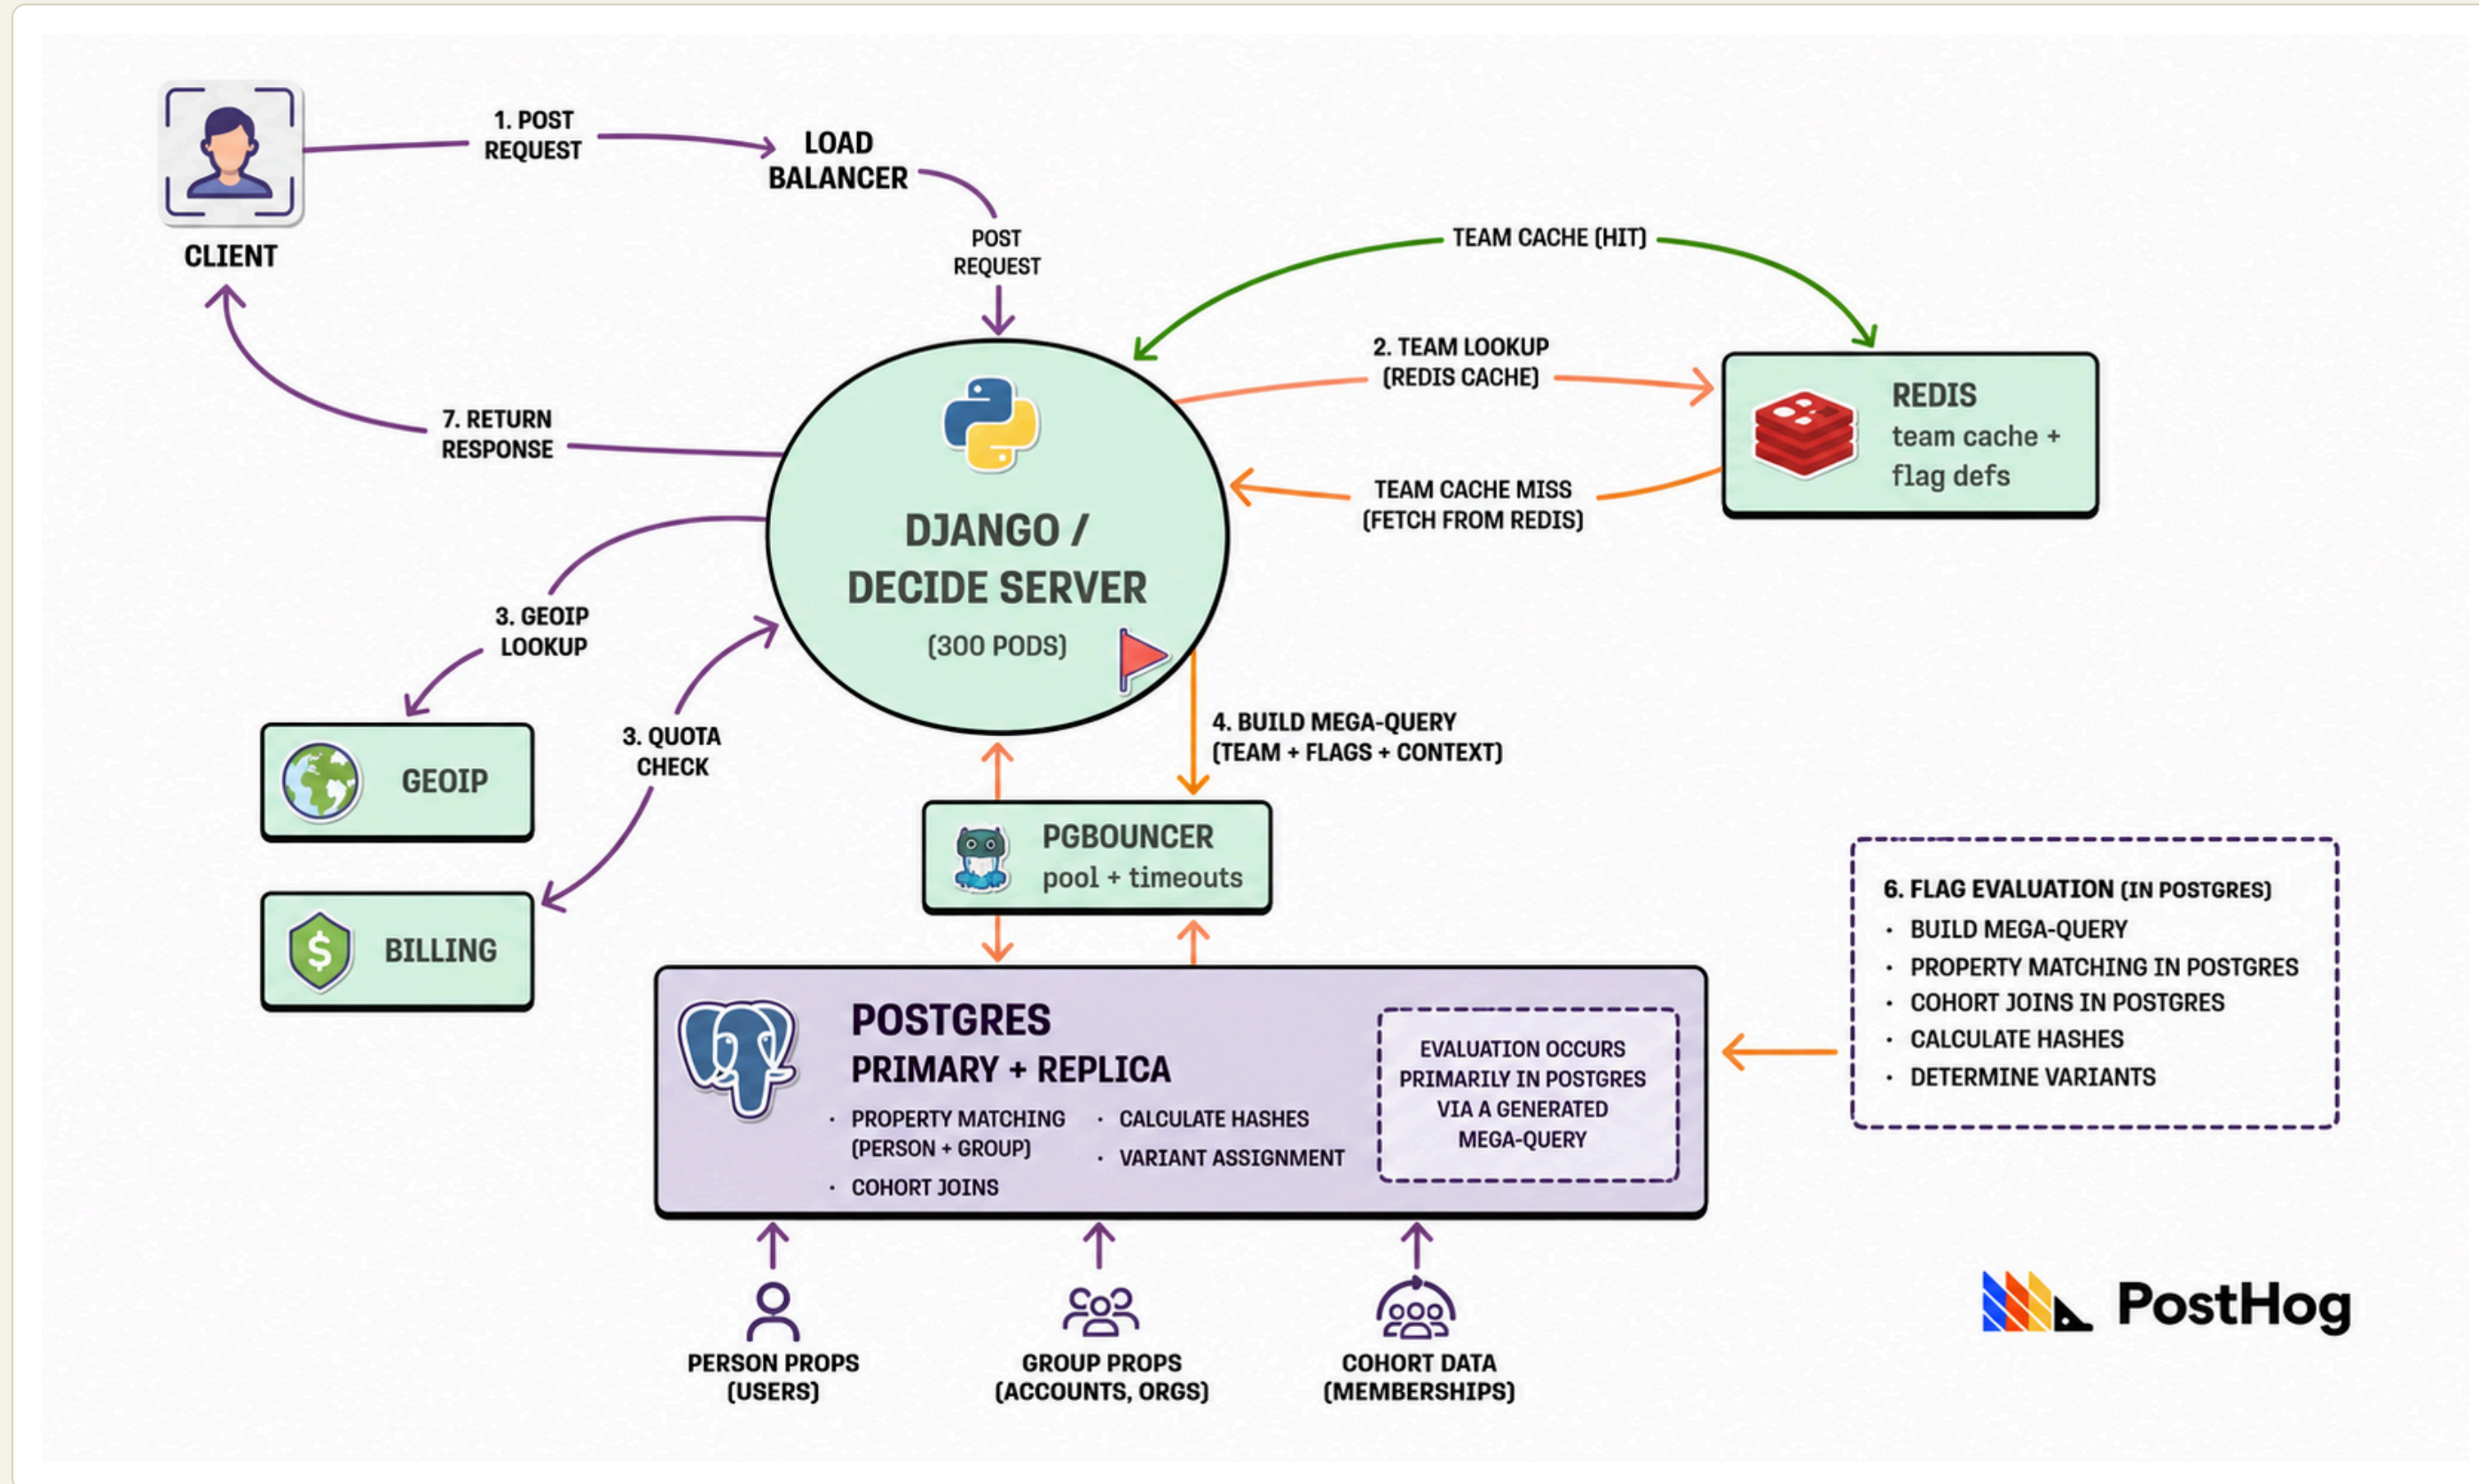 1. POST
REQUEST
LOAD
BALANCER
CLIENT
POST
REQUEST
TEAM CACHE (HIT)
2. TEAM LOOKUP
(REDIS CACHE)
REDIS
team cache +
flag defs
7. RETURN
RESPONSE
TEAM CACHE MISS
(FETCH FROM REDIS)
DJANGO /
DECIDE SERVER
(300 PODS)
3. GEOIP
LOOKUP
3. QUOTA
CHECK
4. BUILD MEGA-QUERY
(TEAM + FLAGS + CONTEXT)
GEOIP
BILLING
$
PGBOUNCER
pool + timeouts
6. FLAG EVALUATION (IN POSTGRES)
· BUILD MEGA-QUERY
· PROPERTY MATCHING IN POSTGRES
· COHORT JOINS IN POSTGRES
· CALCULATE HASHES
· DETERMINE VARIANTS
POSTGRES
PRIMARY + REPLICA
· PROPERTY MATCHING
(PERSON + GROUP)
· COHORT JOINS
· CALCULATE HASHES
· VARIANT ASSIGNMENT
EVALUATION OCCURS
PRIMARILY IN POSTGRES
VIA A GENERATED
MEGA-QUERY
PERSON PROPS
(USERS)
GROUP PROPS
(ACCOUNTS, ORGS)
COHORT DATA
(MEMBERSHIPS)
PostHog